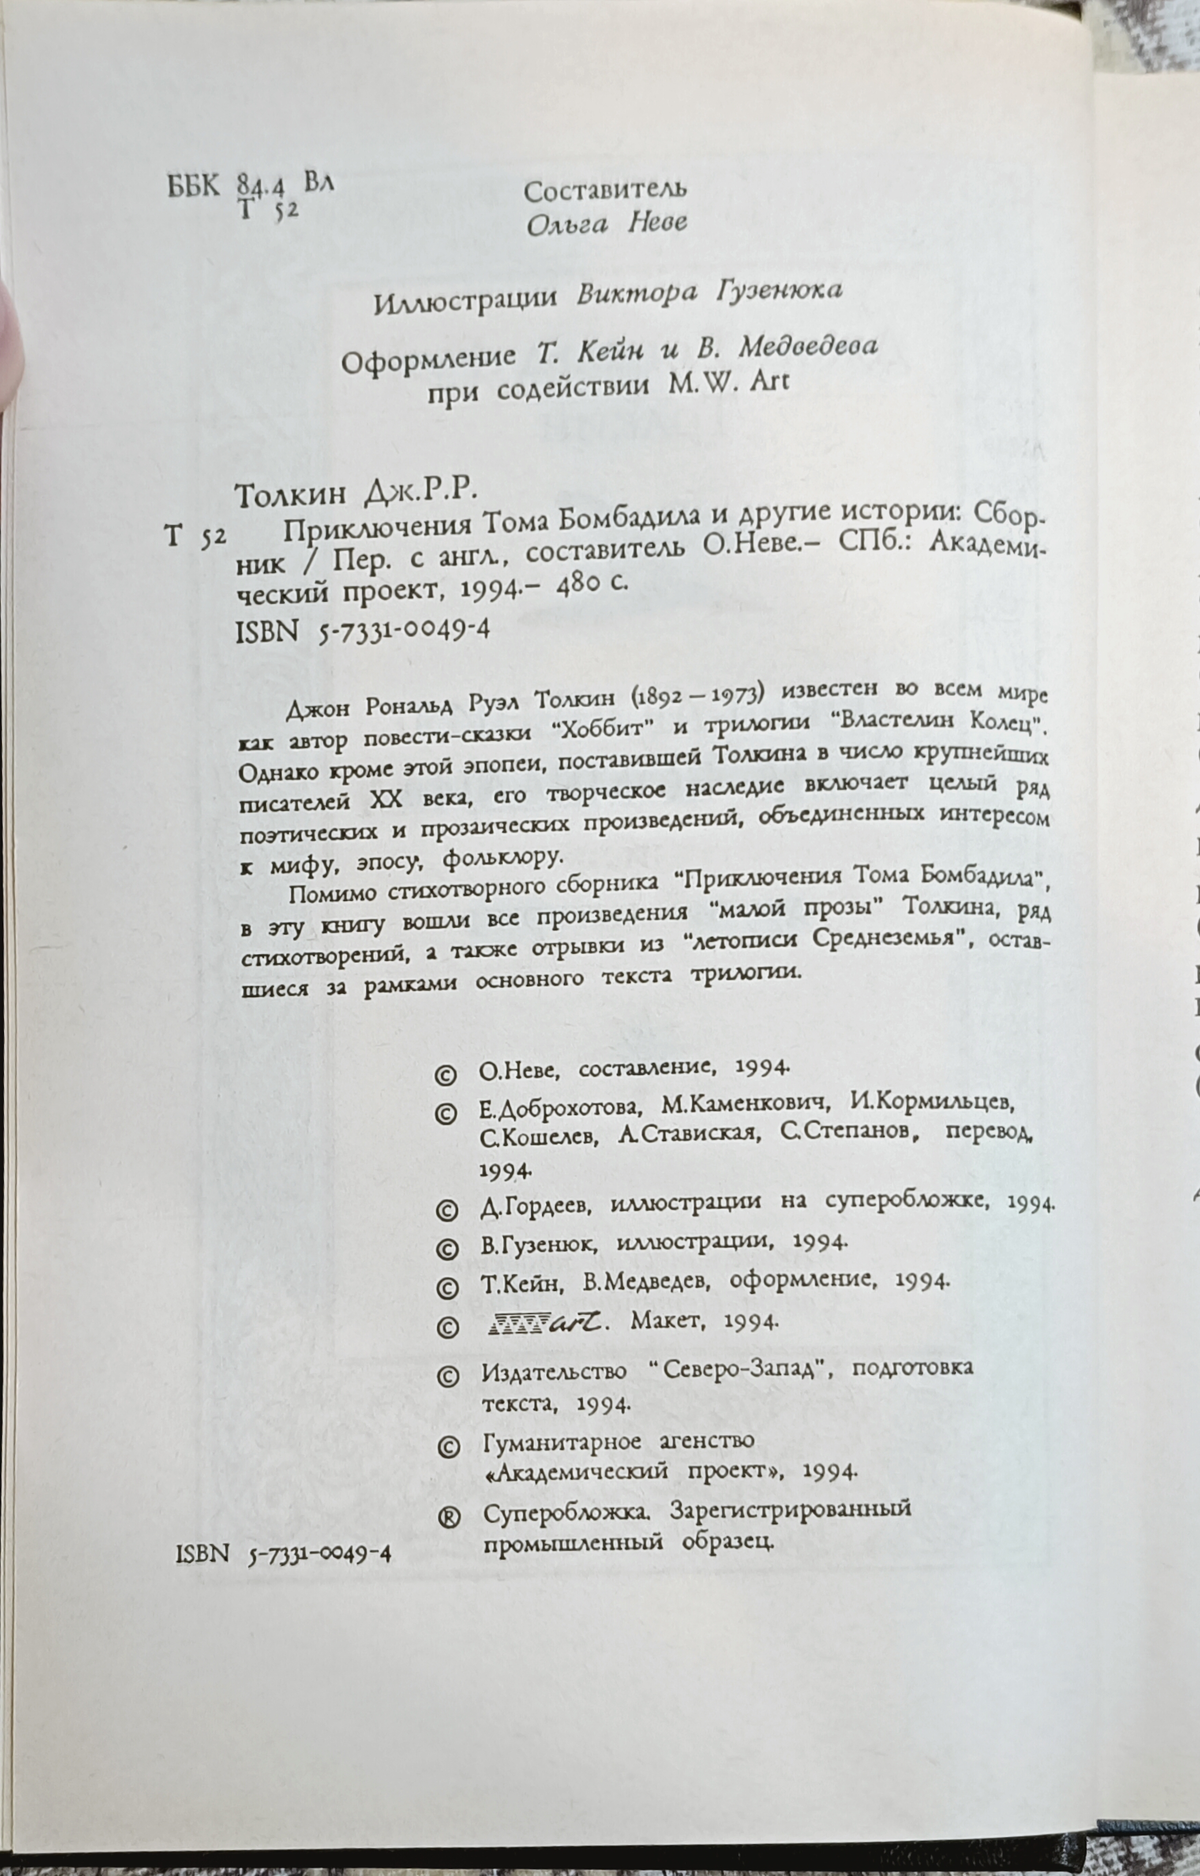 ББК 84.4 Вл
Т 52
Составитель
Ольга Неве
Иллюстрации Виктора Гузенюка
Оформление Т. Кейн и В. Медведева
при содействии M.W. Art
Толкин Дж.Р.Р.
Т 52 Приключения Тома Бомбадила и другие истории: Сбор-
ник / Пер. с англ., составитель О.Неве.– СПб.: Академи-
ческий проект, 1994.– 480 с.
ISBN 5-7331-0049-4
Джон Рональд Руэл Толкин (1892 – 1973) известен во всем мире
как автор повести-сказки "Хоббит" и трилогии "Властелин Колец".
Однако кроме этой эпопеи, поставившей Толкина в число крупнейших
писателей XX века, его творческое наследие включает целый ряд
поэтических и прозаических произведений, объединенных интересом
к мифу, эпосу, фольклору.
Помимо стихотворного сборника "Приключения Тома Бомбадила",
в эту книгу вошли все произведения "малой прозы" Толкина, ряд
стихотворений, а также отрывки из "летописи Среднеземья", остав-
шиеся за рамками основного текста трилогии.
© О.Неве, составление, 1994.
© Е.Доброхотова, М.Каменкович, И.Кормильцев,
С.Кошелев, А.Ставиская, С.Степанов, перевод,
1994.
© Д.Гордеев, иллюстрации на суперобложке, 1994.
© В.Гузенюк, иллюстрации, 1994.
© Т.Кейн, В.Медведев, оформление, 1994.
© art. Макет, 1994.
© Издательство "Северо-Запад", подготовка
текста, 1994.
© Гуманитарное агенство
«Академический проект», 1994.
® Суперобложка. Зарегистрированный
промышленный образец.
ISBN 5-7331-0049-4